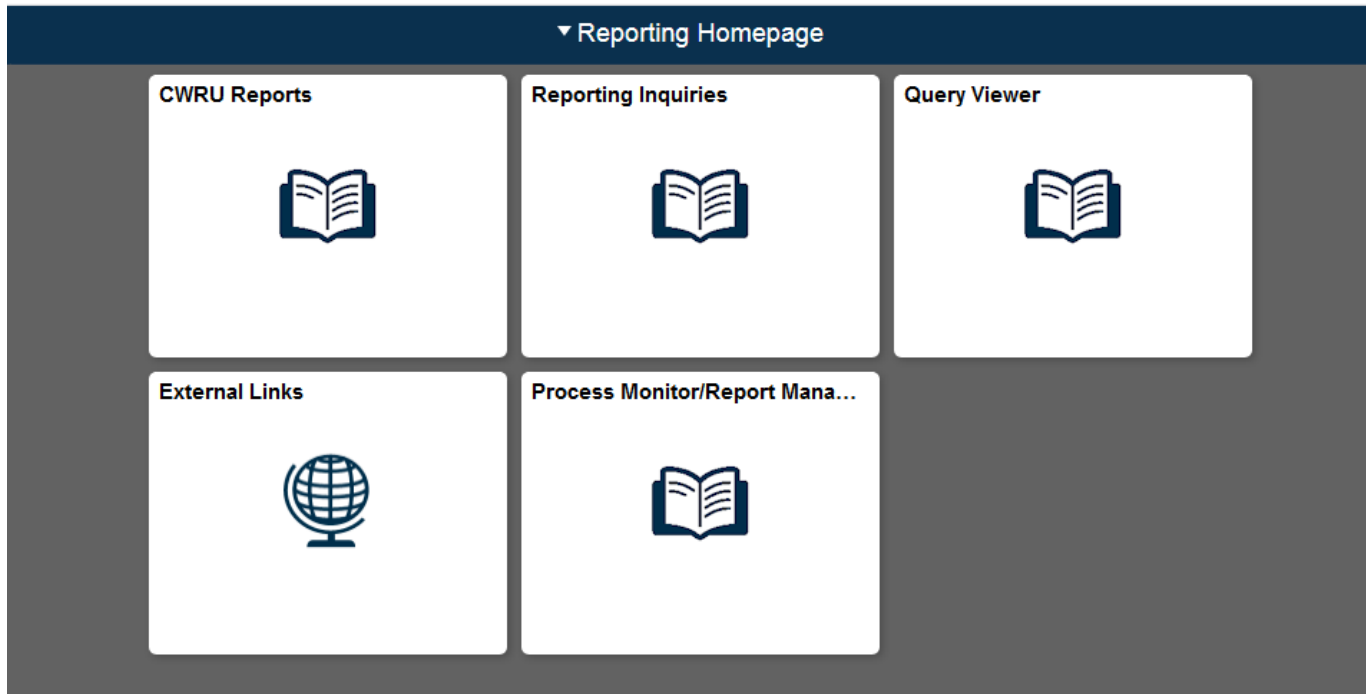 Reporting Homepage
CWRU Reports
Reporting Inquiries
Query Viewer
External Links
Process Monitor/Report Mana...